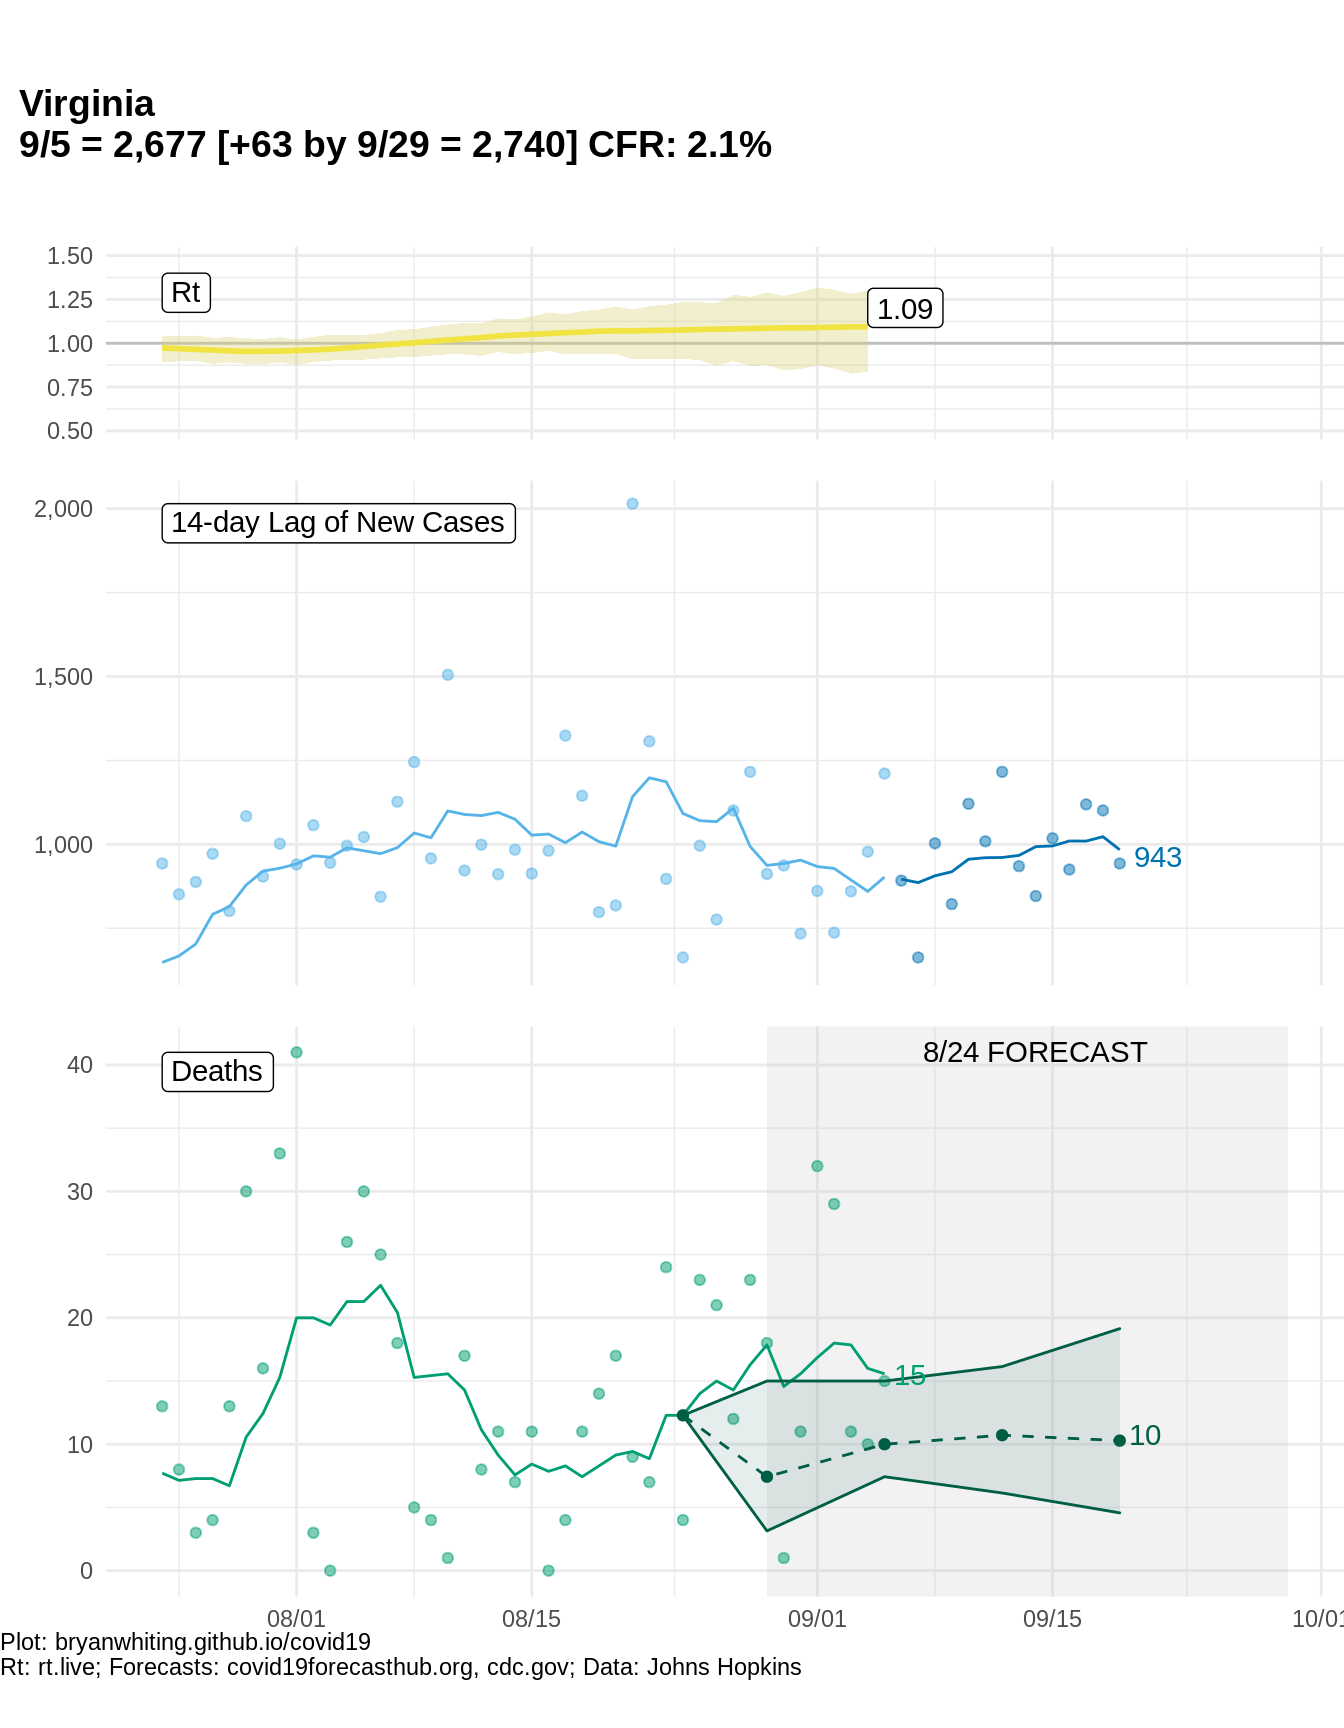 Virginia
9/5 = 2,677 [+63 by 9/29 = 2,740] CFR: 2.1%
1.50
Rt
1.25
1.09
1.00
0.75
0.50
2,000
14-day Lag of New Cases
1,500
1,000
943
8/24 FORECAST
40
Deaths
30
20
15
10
10
0
08/01
08/15
09/01
09/15
10/01
Plot: bryanwhiting.github.io/covid19
Rt: rt.live; Forecasts: covid19forecasthub.org, cdc.gov; Data: Johns Hopkins